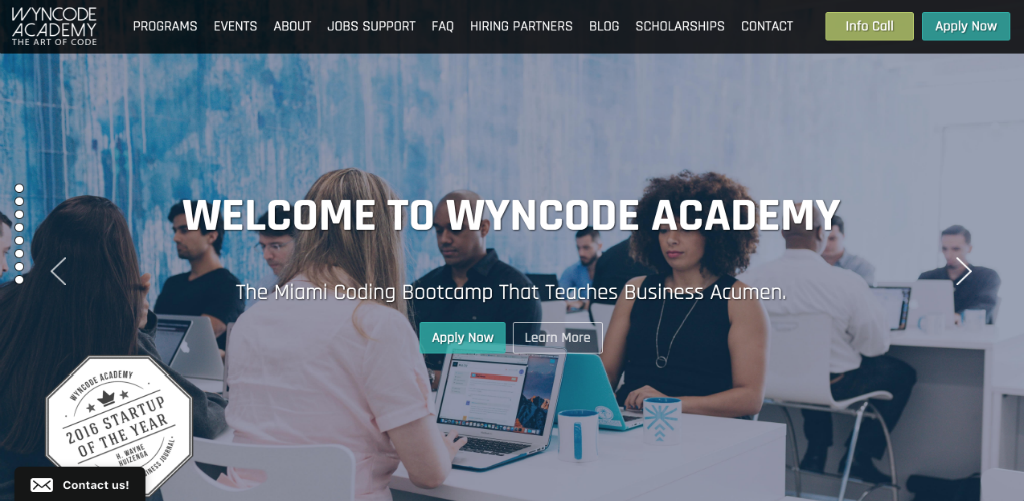 WYNCODE
ACADEMY
THE ART OF CODE
PROGRAMS EVENTS ABOUT JOBS SUPPORT FAQ HIRING PARTNERS BLOG SCHOLARSHIPS CONTACT Info Call Apply Now
WELCOME TO WYNCODE ACADEMY
The Miami Coding Bootcamp That Teaches Business Acumen.
Apply Now Learn More
WYNCODE ACADEMY
2016 STARTUP
OF THE YEAR
H. WAYNE
HUIZENGA
JOURNAL
Contact us!